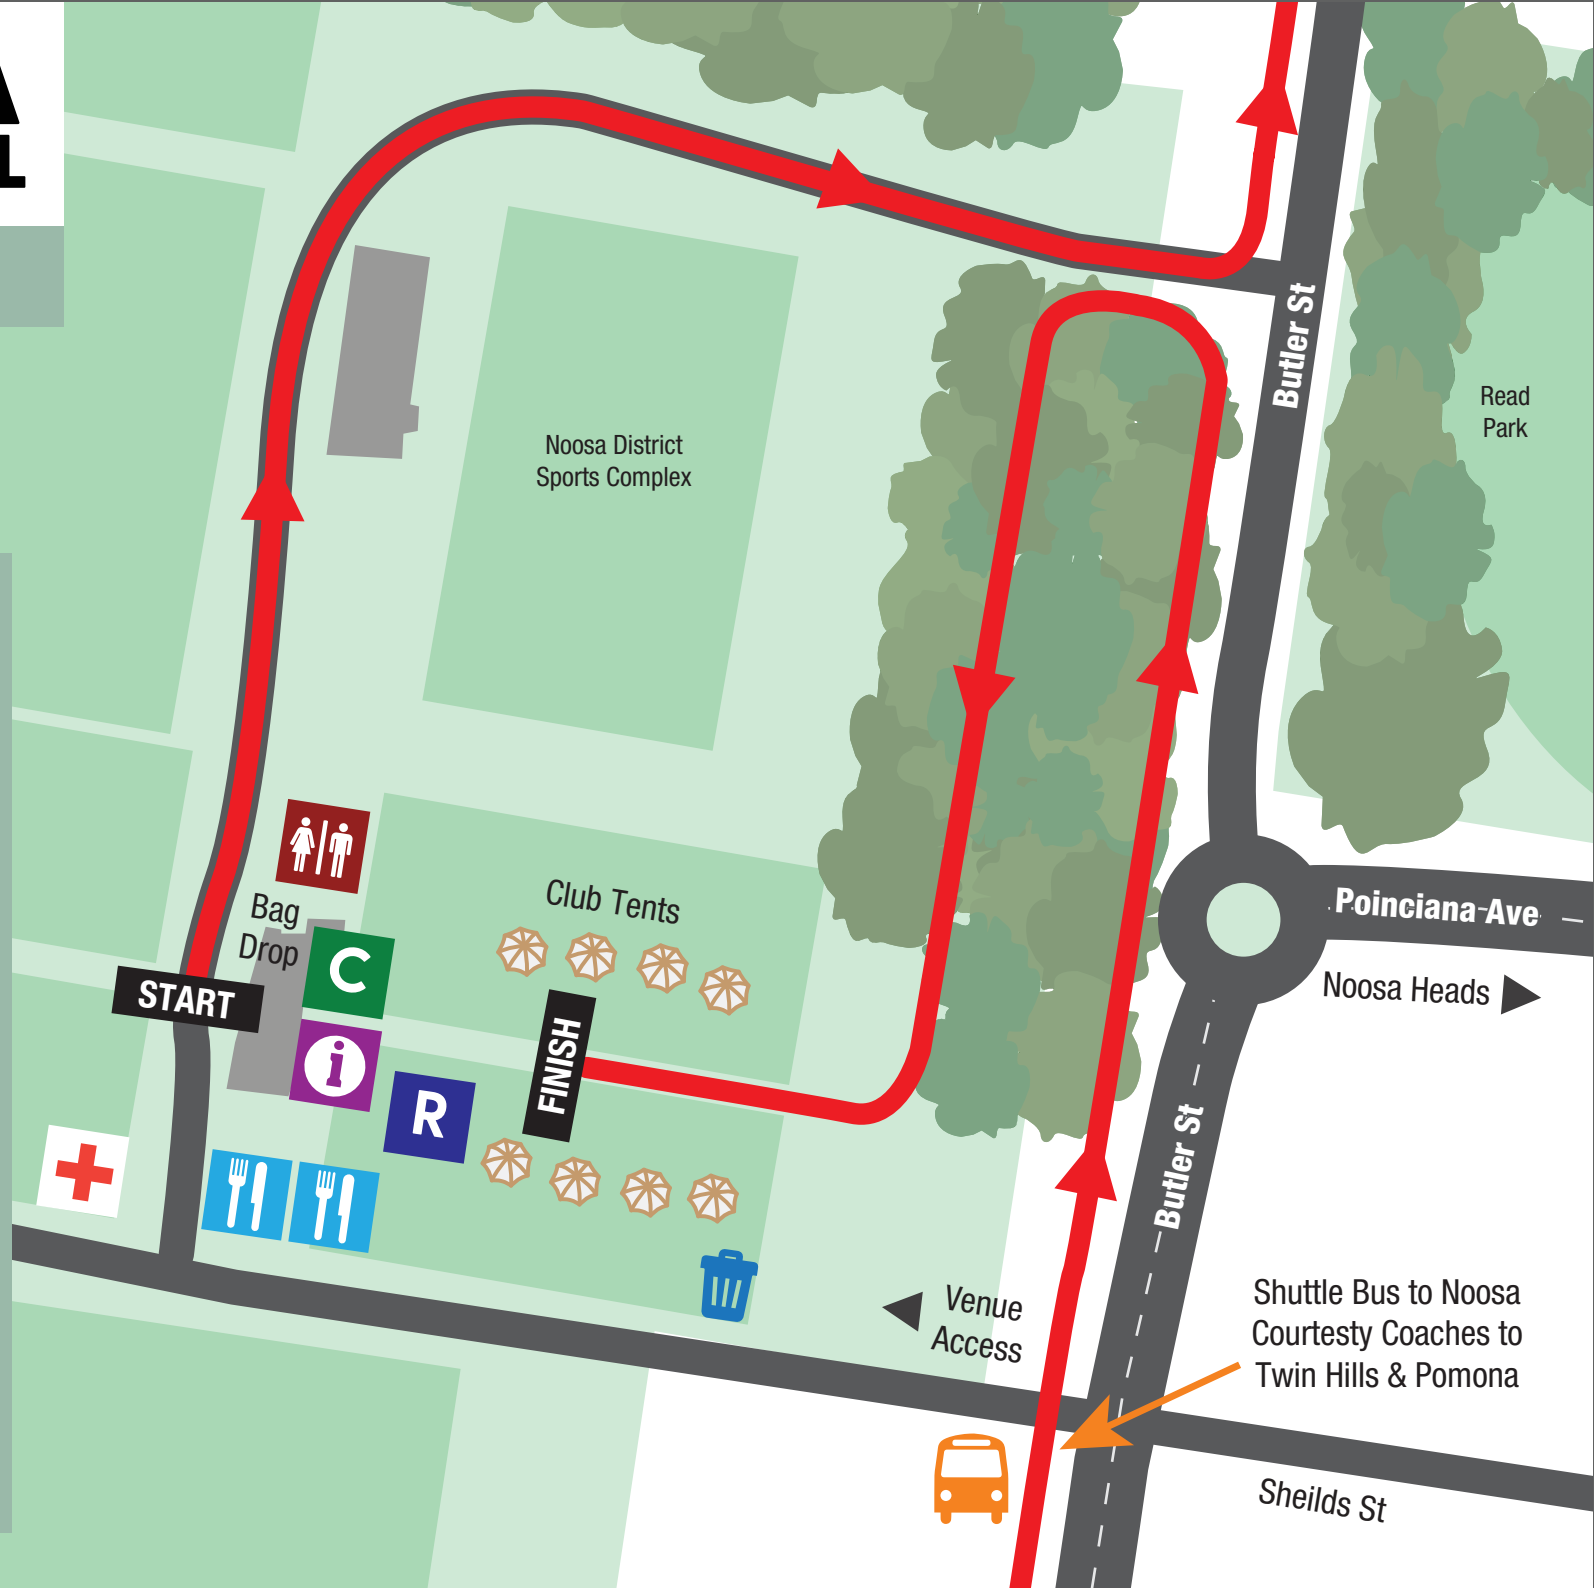 Butler St
Read
Park
Noosa District
Sports Complex
Bag
Drop
C
START
i
R
Club Tents
FINISH
Poinciana Ave
Noosa Heads
Butler St
Venue
Access
Shuttle Bus to Noosa
Courtesty Coaches to
Twin Hills & Pomona
Sheilds St